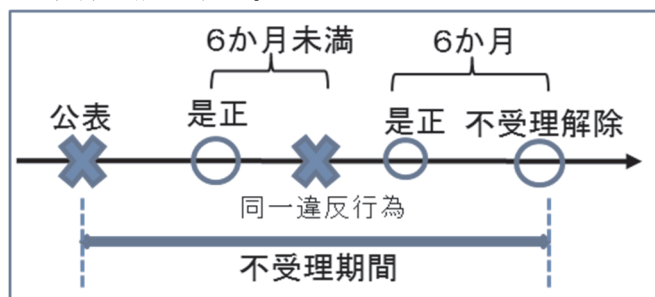 ６か月未満
６か月
公表
是正
是正
不受理解除
同一違反行為
不受理期間